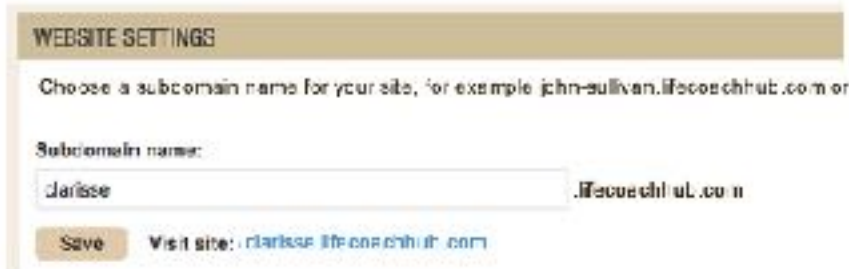 WEBSITE SETTINGS
Choose a subdomain name for your site, for example john-sullivan.lifecoachhub.com or
Subdomain name:
clarisse .lifecoachhub.com
Save Visit site: clarisse.lifecoachhub.com